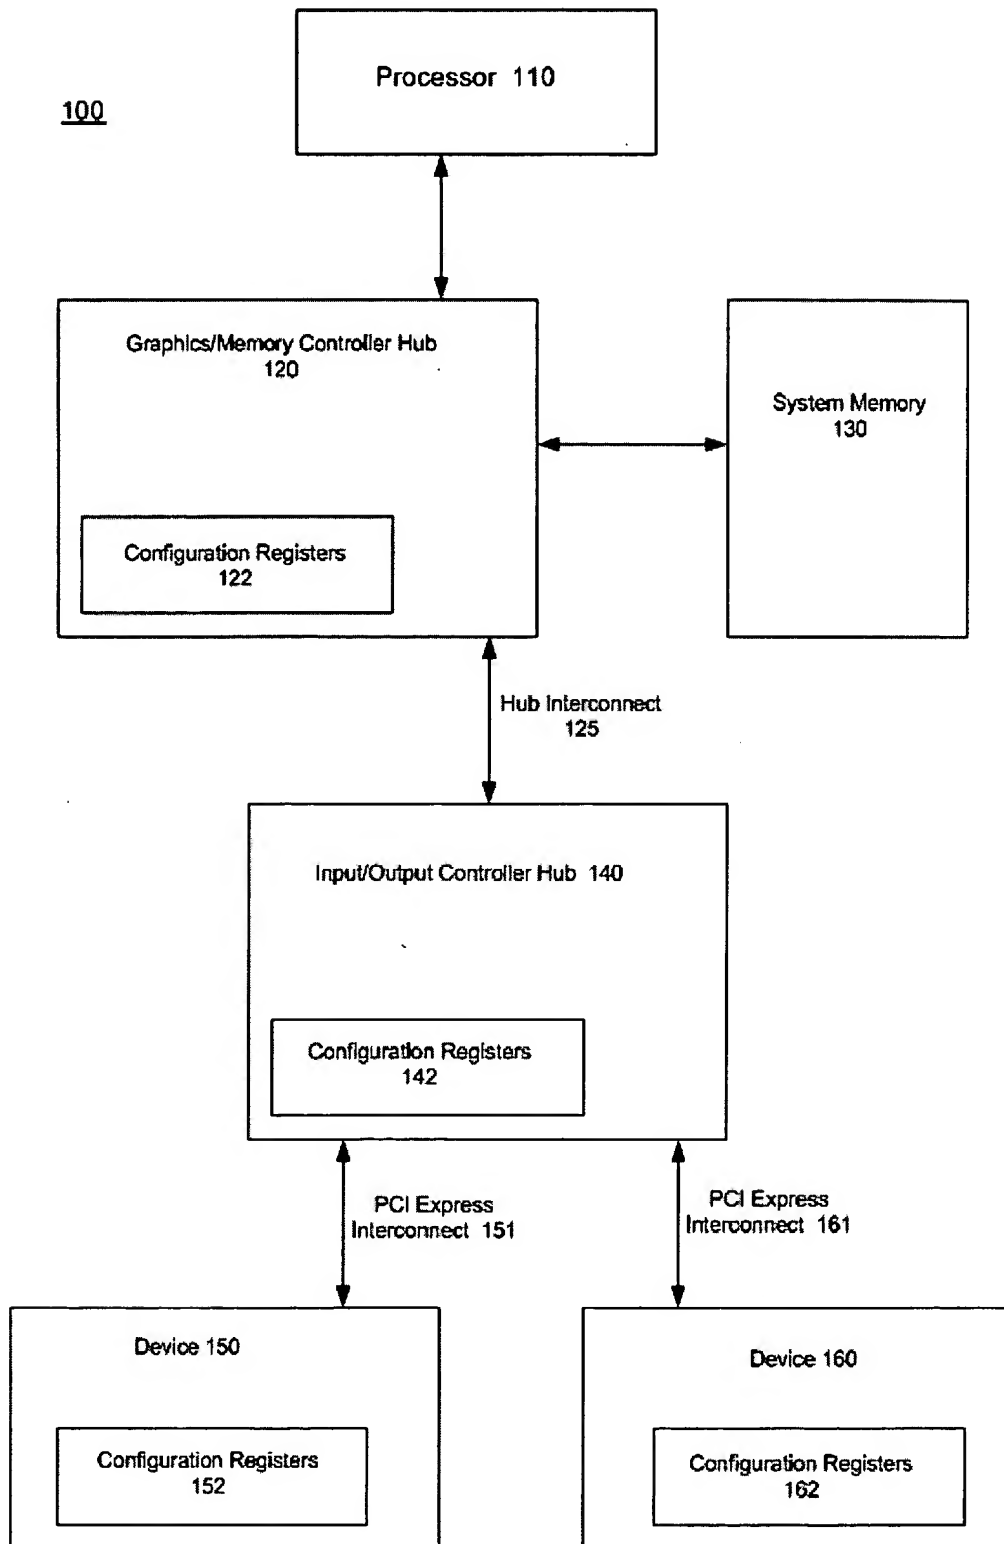 Processor 110
100
Graphics/Memory Controller Hub
120
System Memory
130
Configuration Registers
122
Hub Interconnect
125
Input/Output Controller Hub 140
Configuration Registers
142
PCI Express
Interconnect 151
PCI Express
Interconnect 161
Device 150
Device 160
Configuration Registers
152
Configuration Registers
162